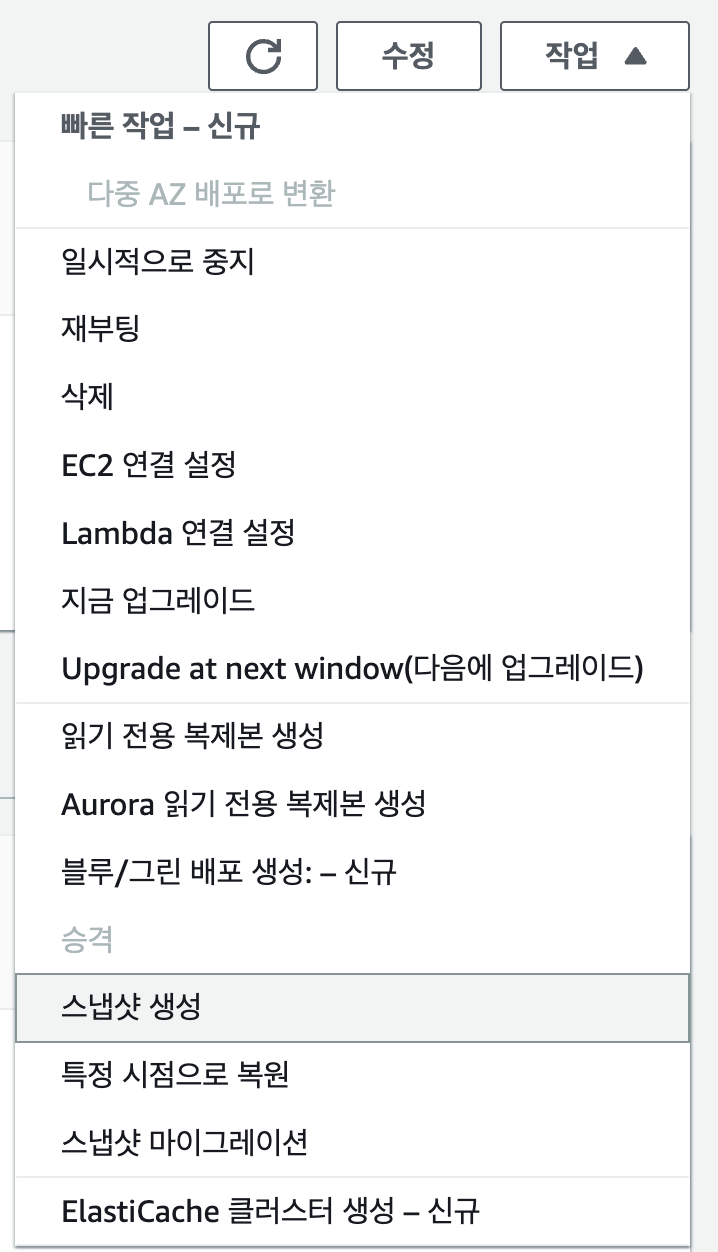 수정
작업
빠른 작업 – 신규
다중 AZ 배포로 변환
일시적으로 중지
재부팅
삭제
EC2 연결 설정
Lambda 연결 설정
지금 업그레이드
Upgrade at next window(다음에 업그레이드)
읽기 전용 복제본 생성
Aurora 읽기 전용 복제본 생성
블루/그린 배포 생성: – 신규
승격
스냅샷 생성
특정 시점으로 복원
스냅샷 마이그레이션
ElastiCache 클러스터 생성 – 신규